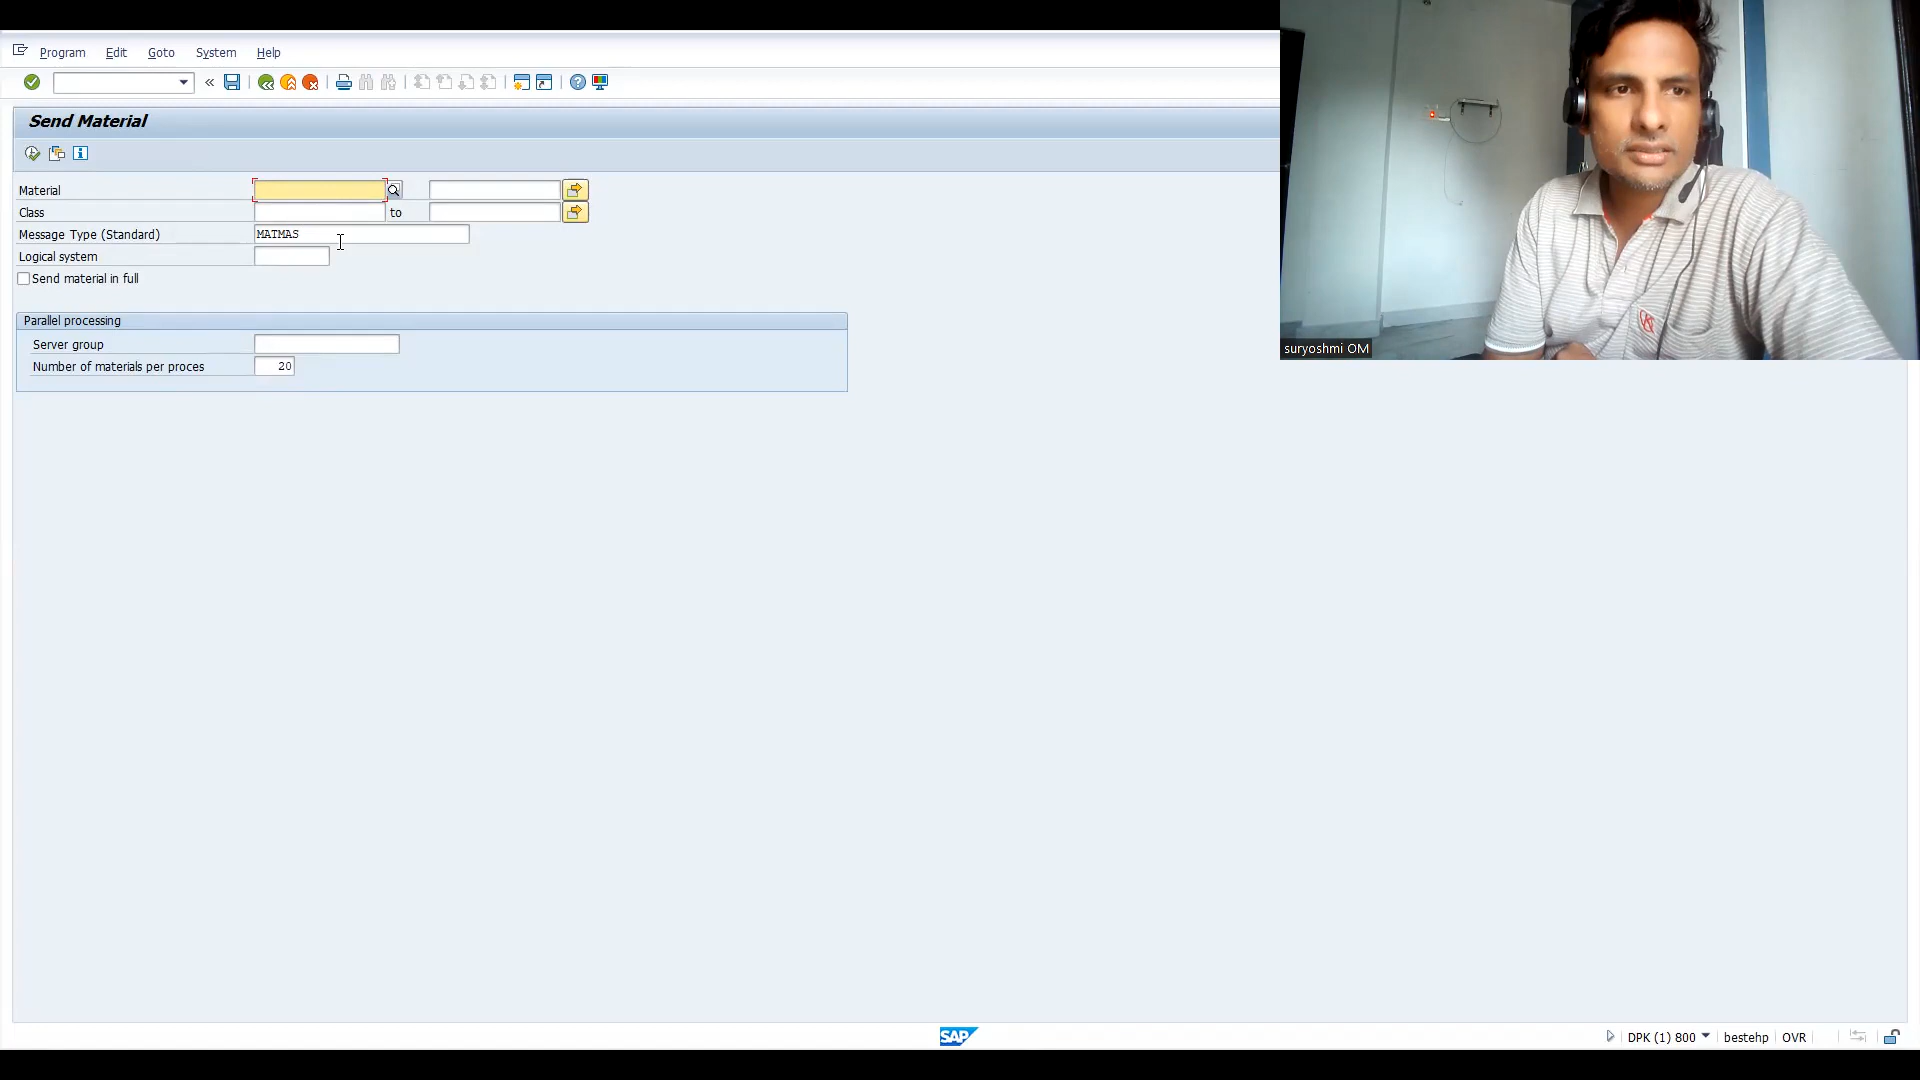 Program Edit Goto System Help
Send Material
Material
Class to
Message Type (Standard) MATMAS
Logical system
Send material in full
Parallel processing
Server group
Number of materials per proces 20
suryoshmi OM
SAP DPK (1) 800 bestehp OVR